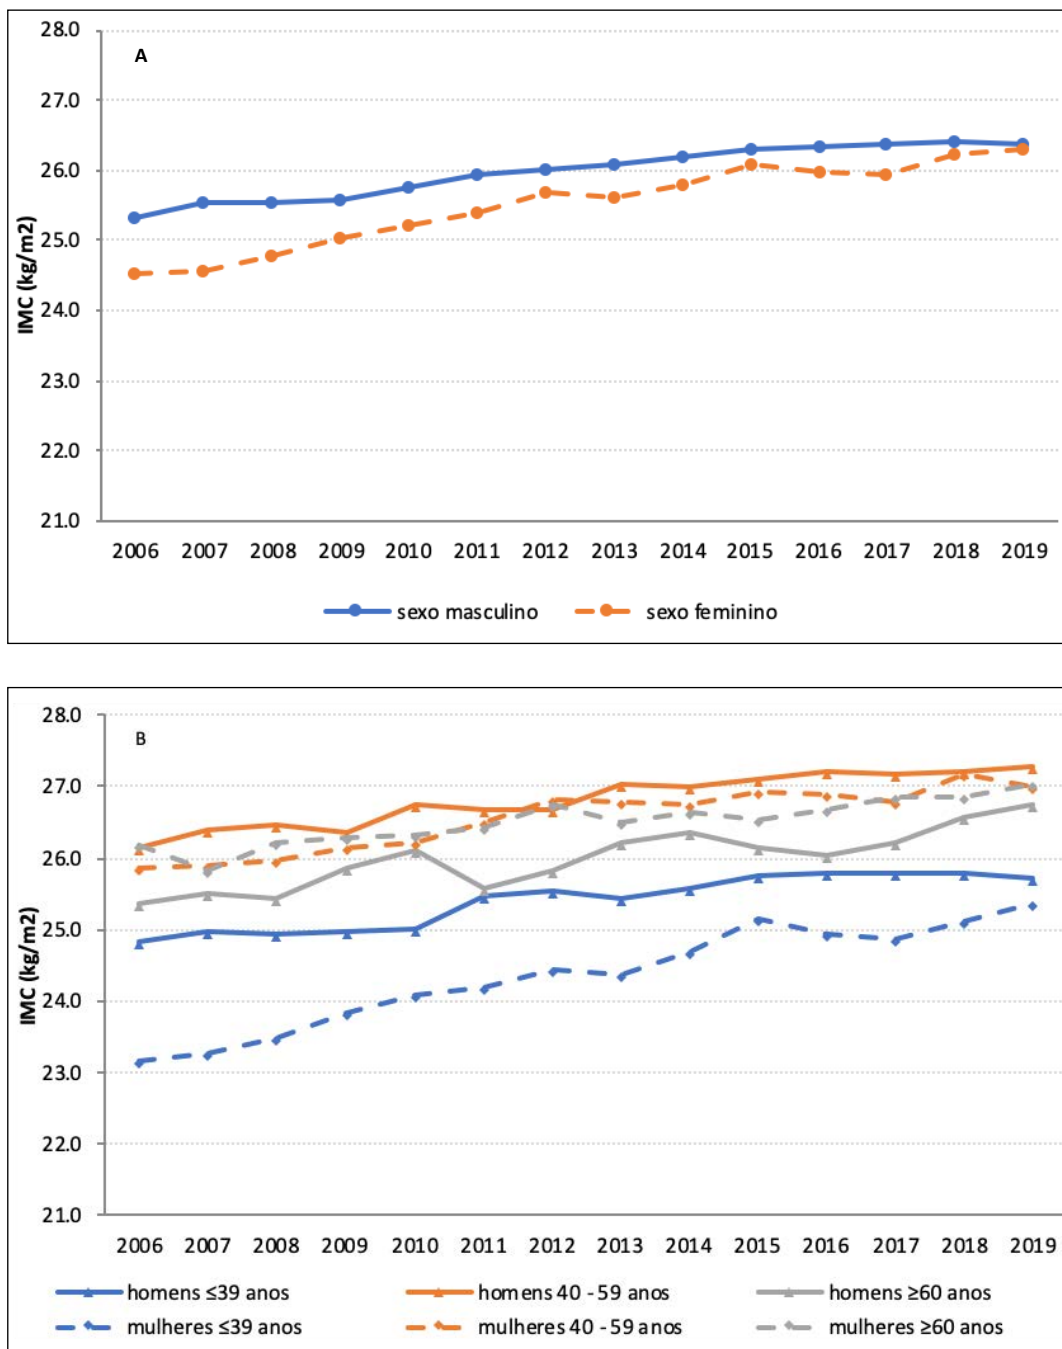 28.0
A
27.0
26.0
25.0
24.0
23.0
22.0
21.0
IMC (kg/m2)
2006 2007 2008 2009 2010 2011 2012 2013 2014 2015 2016 2017 2018 2019
sexo masculino sexo feminino
28.0
B
27.0
26.0
25.0
24.0
23.0
22.0
21.0
IMC (kg/m2)
2006 2007 2008 2009 2010 2011 2012 2013 2014 2015 2016 2017 2018 2019
homens ≤39 anos homens 40 - 59 anos homens ≥60 anos
mulheres ≤39 anos mulheres 40 - 59 anos mulheres ≥60 anos